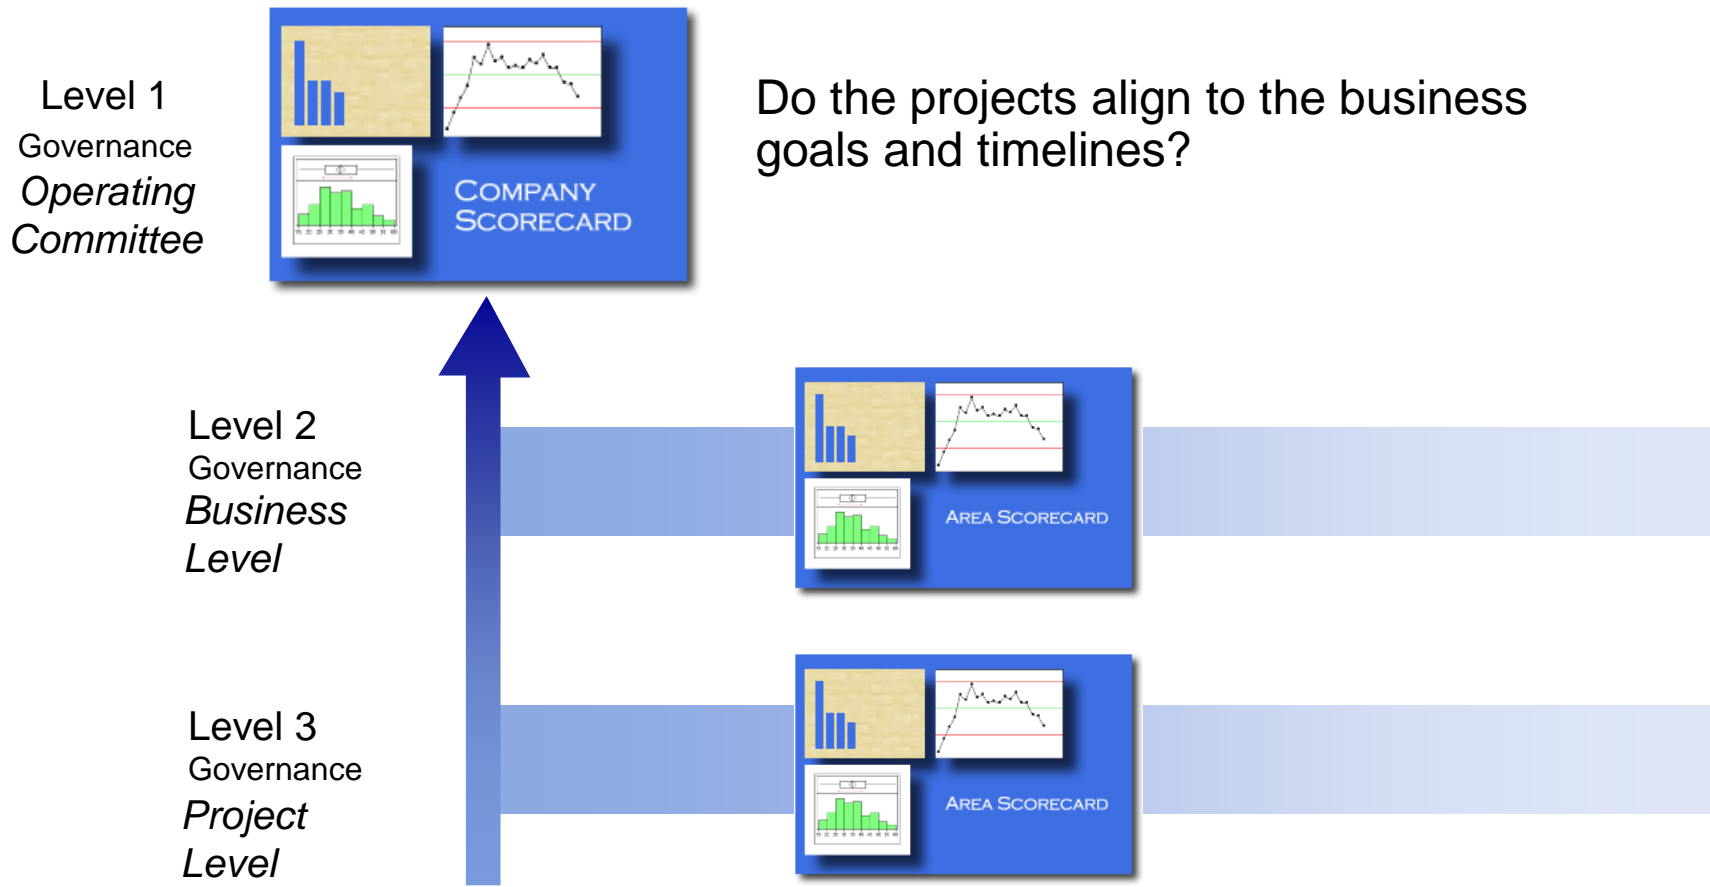 Level 1
Governance
Operating
Committee
COMPANY
SCORECARD
Do the projects align to the business
goals and timelines?
Level 2
Governance
Business
Level
AREA SCORECARD
Level 3
Governance
Project
Level
AREA SCORECARD